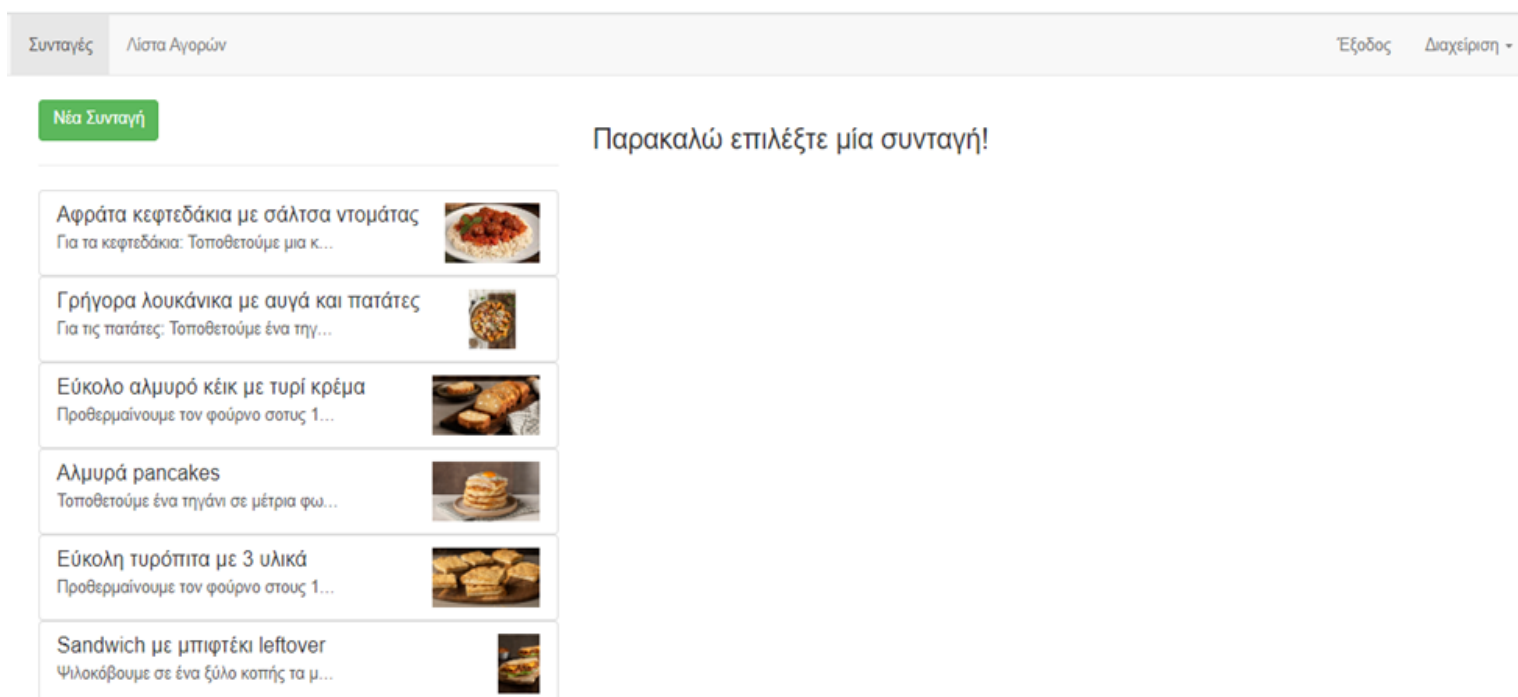 Συνταγές Λίστα Αγορών Έξοδος Διαχείριση
Νέα Συνταγή
Παρακαλώ επιλέξτε μία συνταγή!
Αφράτα κεφτεδάκια με σάλτσα ντομάτας
Για τα κεφτεδάκια: Τοποθετούμε μια κ...
Γρήγορα λουκάνικα με αυγά και πατάτες
Για τις πατάτες: Τοποθετούμε ένα τηγ...
Εύκολο αλμυρό κέικ με τυρί κρέμα
Προθερμαίνουμε τον φούρνο σοτυς 1...
Αλμυρά pancakes
Τοποθετούμε ένα τηγάνι σε μέτρια φω...
Εύκολη τυρόπιτα με 3 υλικά
Προθερμαίνουμε τον φούρνο στους 1...
Sandwich με μπιφτέκι leftover
Ψιλοκόβουμε σε ένα ξύλο κοπής τα μ...